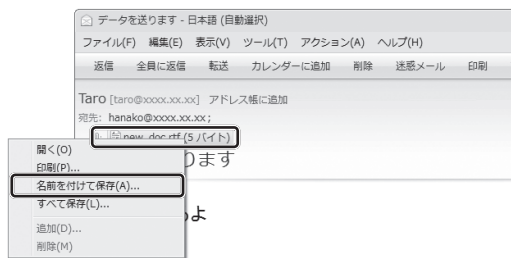 データを送ります - 日本語 (自動選択)
ファイル(F) 編集(E) 表示(V) ツール(T) アクション(A) ヘルプ(H)
返信 全員に返信 転送 カレンダーに追加 削除 迷惑メール 印刷
Taro [taro@xxxx.xx.xx] アドレス帳に追加
宛先: hanako@xxxx.xx.xx;
new_doc.rtf (5 バイト)
ります
開く(O)
印刷(P)...
名前を付けて保存(A)...
すべて保存(L)...
よ
追加(D)...
削除(M)